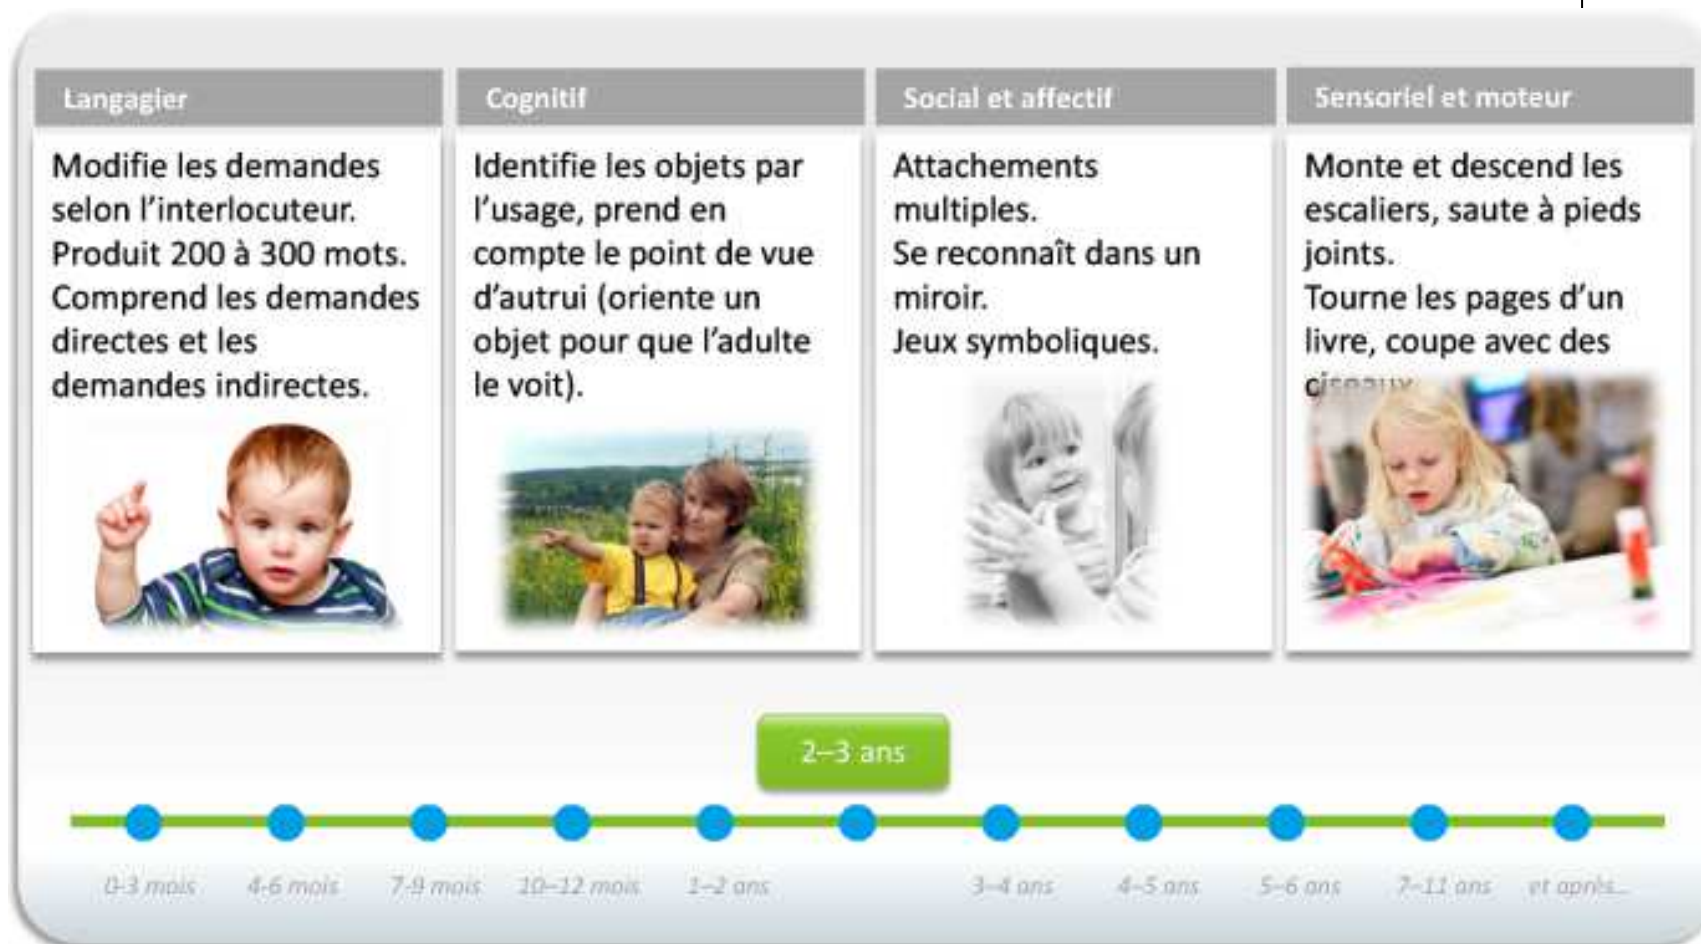 Langagier
Modifie les demandes
selon l'interlocuteur.
Produit 200 à 300 mots.
Comprend les demandes
directes et les
demandes indirectes.
Cognitif
Identifie les objets par
l'usage, prend en
compte le point de vue
d'autrui (oriente un
objet pour que l'adulte
le voit).
Social et affectif
Attachements
multiples.
Se reconnaît dans un
miroir.
Jeux symboliques.
Sensoriel et moteur
Monte et descend les
escaliers, saute à pieds
joints.
Tourne les pages d'un
livre, coupe avec des
ciseaux
2–3 ans
0-3 mois 4-6 mois 7-9 mois 10–12 mois 1–2 ans 3–4 ans 4–5 ans 5–6 ans 7–11 ans et après...